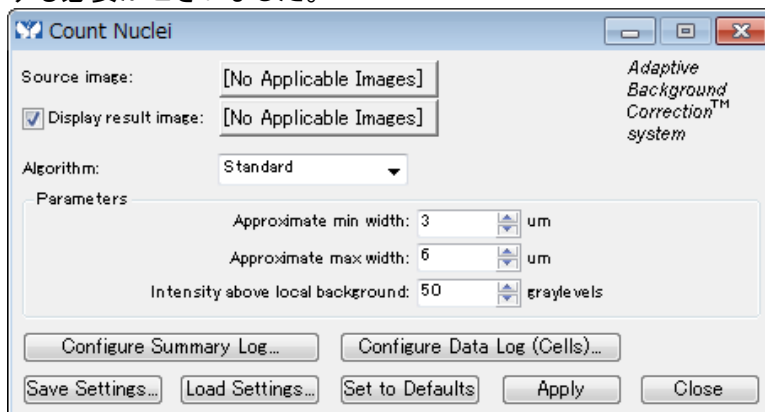 Count Nuclei
Source image: [No Applicable Images]
Display result image: [No Applicable Images]
Adaptive
Background
Correction™
system
Algorithm: Standard
Parameters
Approximate min width: 3 um
Approximate max width: 6 um
Intensity above local background: 50 graylevels
Configure Summary Log... Configure Data Log (Cells)...
Save Settings... Load Settings... Set to Defaults Apply Close